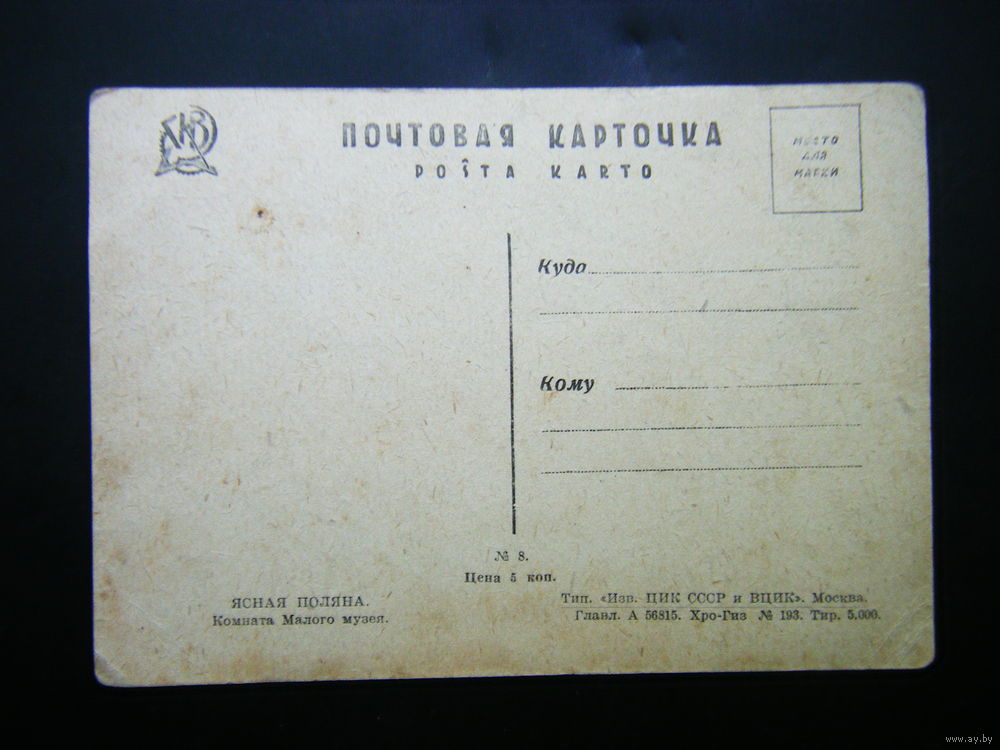 ПОЧТОВАЯ КАРТОЧКА
POŜTA KARTO
МЕСТО
ДЛЯ
МАРКИ
Куда
Кому
№ 8.
Цена 5 коп.
ЯСНАЯ ПОЛЯНА.
Комната Малого музея.
Тип. «Изв. ЦИК СССР и ВЦИК». Москва.
Главл. А 56815. Хро-Гиз № 193. Тир. 5.000.
www.ay.by